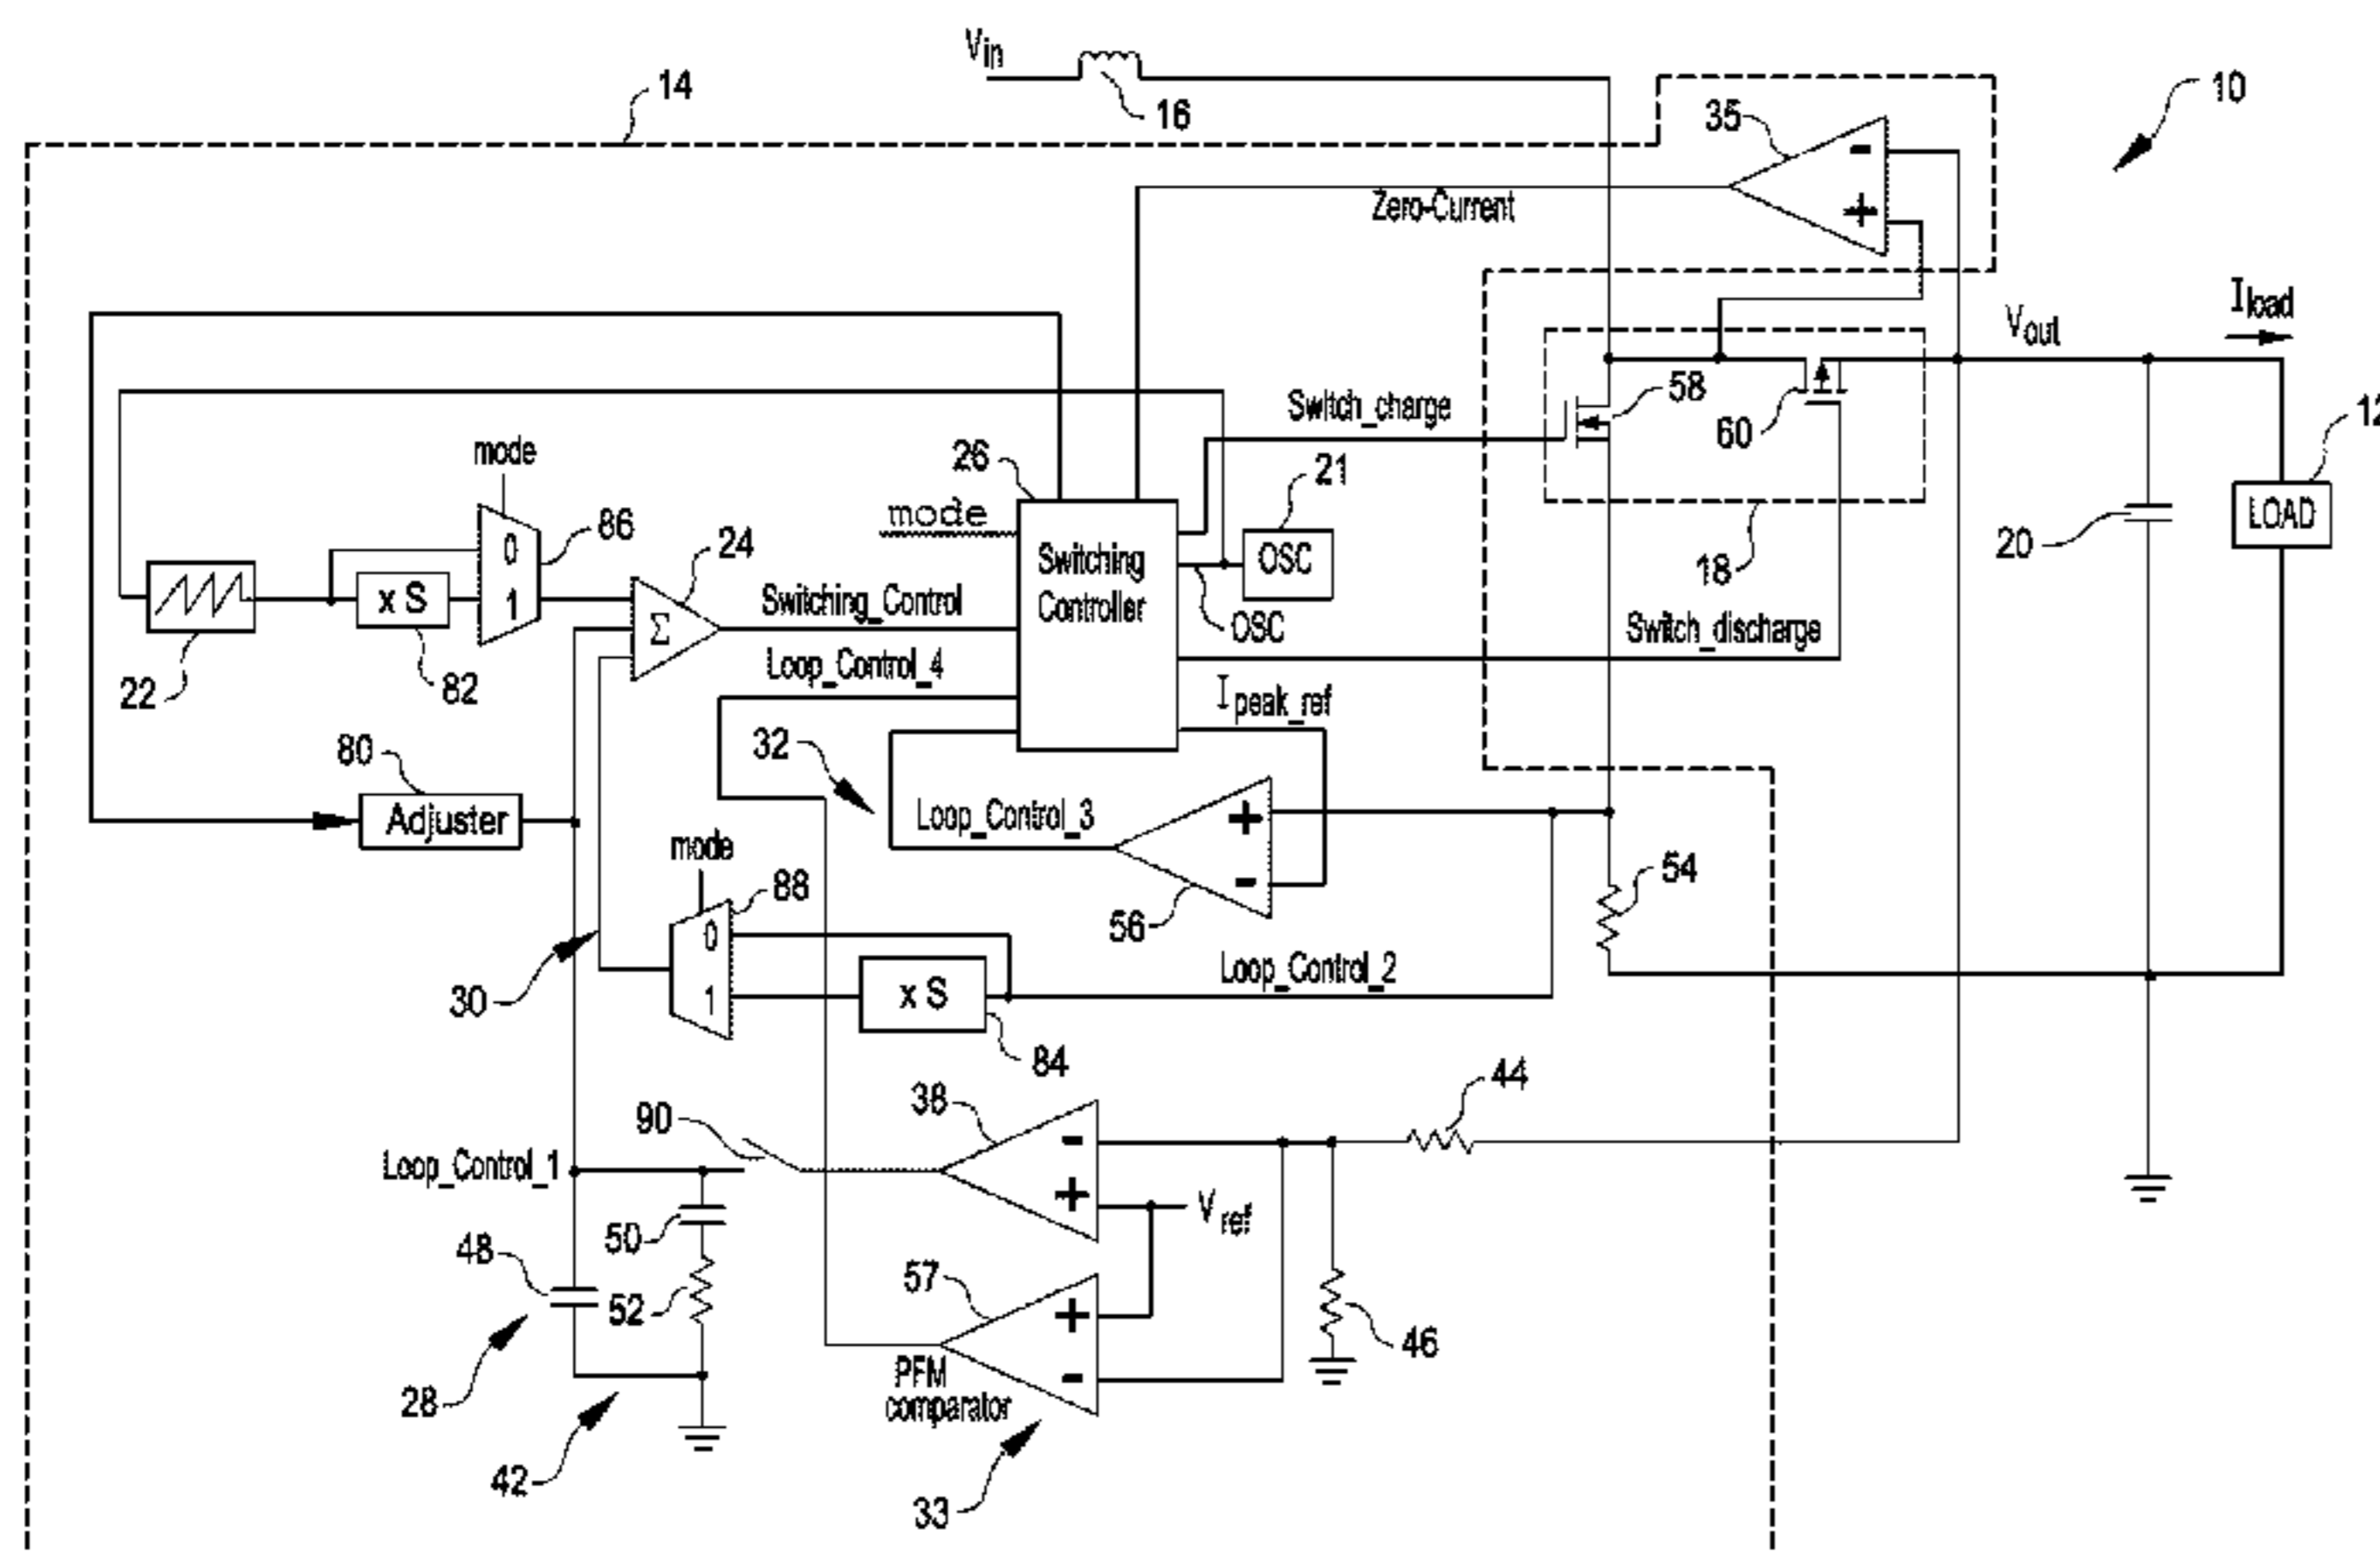 Vin
14
16
35
10
-
+
Zero-Current
Iload
Vout
Switch_charge
58
60
12
mode
26
21
86
mode
24
0
1
x S
Σ
Switching_Control
Switching
Controller
OSC
OSC
LOAD
20
18
Switch_discharge
22
82
Loop_Control_4
Ipeak_ref
80
32
Adjuster
Loop_Control_3
+
-
mode
88
56
54
0
1
30
x S
Loop_Control_2
84
44
38
90
-
+
Loop_Control_1
Vref
50
48
52
57
+
-
46
PFM
comparator
28
42
33